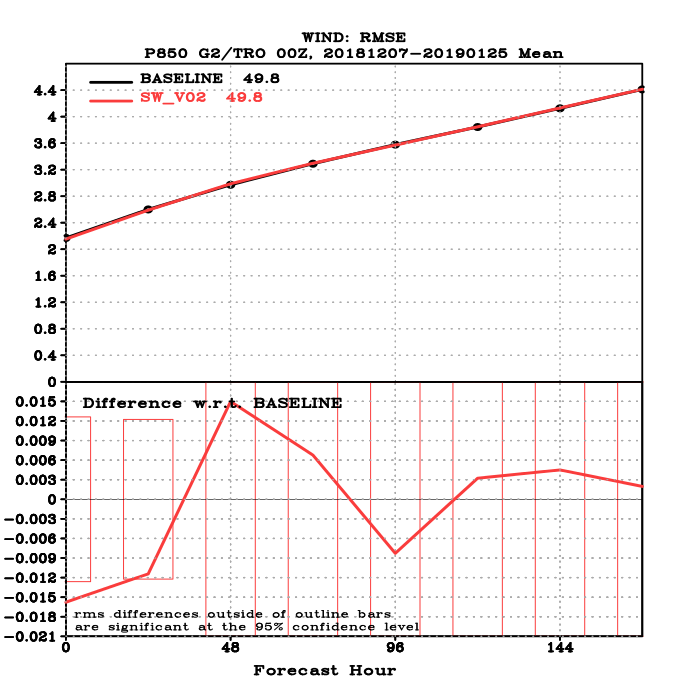 WIND: RMSE
P850 G2/TRO 00Z, 20181207-20190125 Mean
BASELINE 49.8
SW_V02 49.8
4.4
4
3.6
3.2
2.8
2.4
2
1.6
1.2
0.8
0.4
0
Difference w.r.t. BASELINE
0.015
0.012
0.009
0.006
0.003
0
-0.003
-0.006
-0.009
-0.012
-0.015
-0.018
-0.021
rms differences outside of outline bars
are significant at the 95% confidence level
0 48 96 144
Forecast Hour